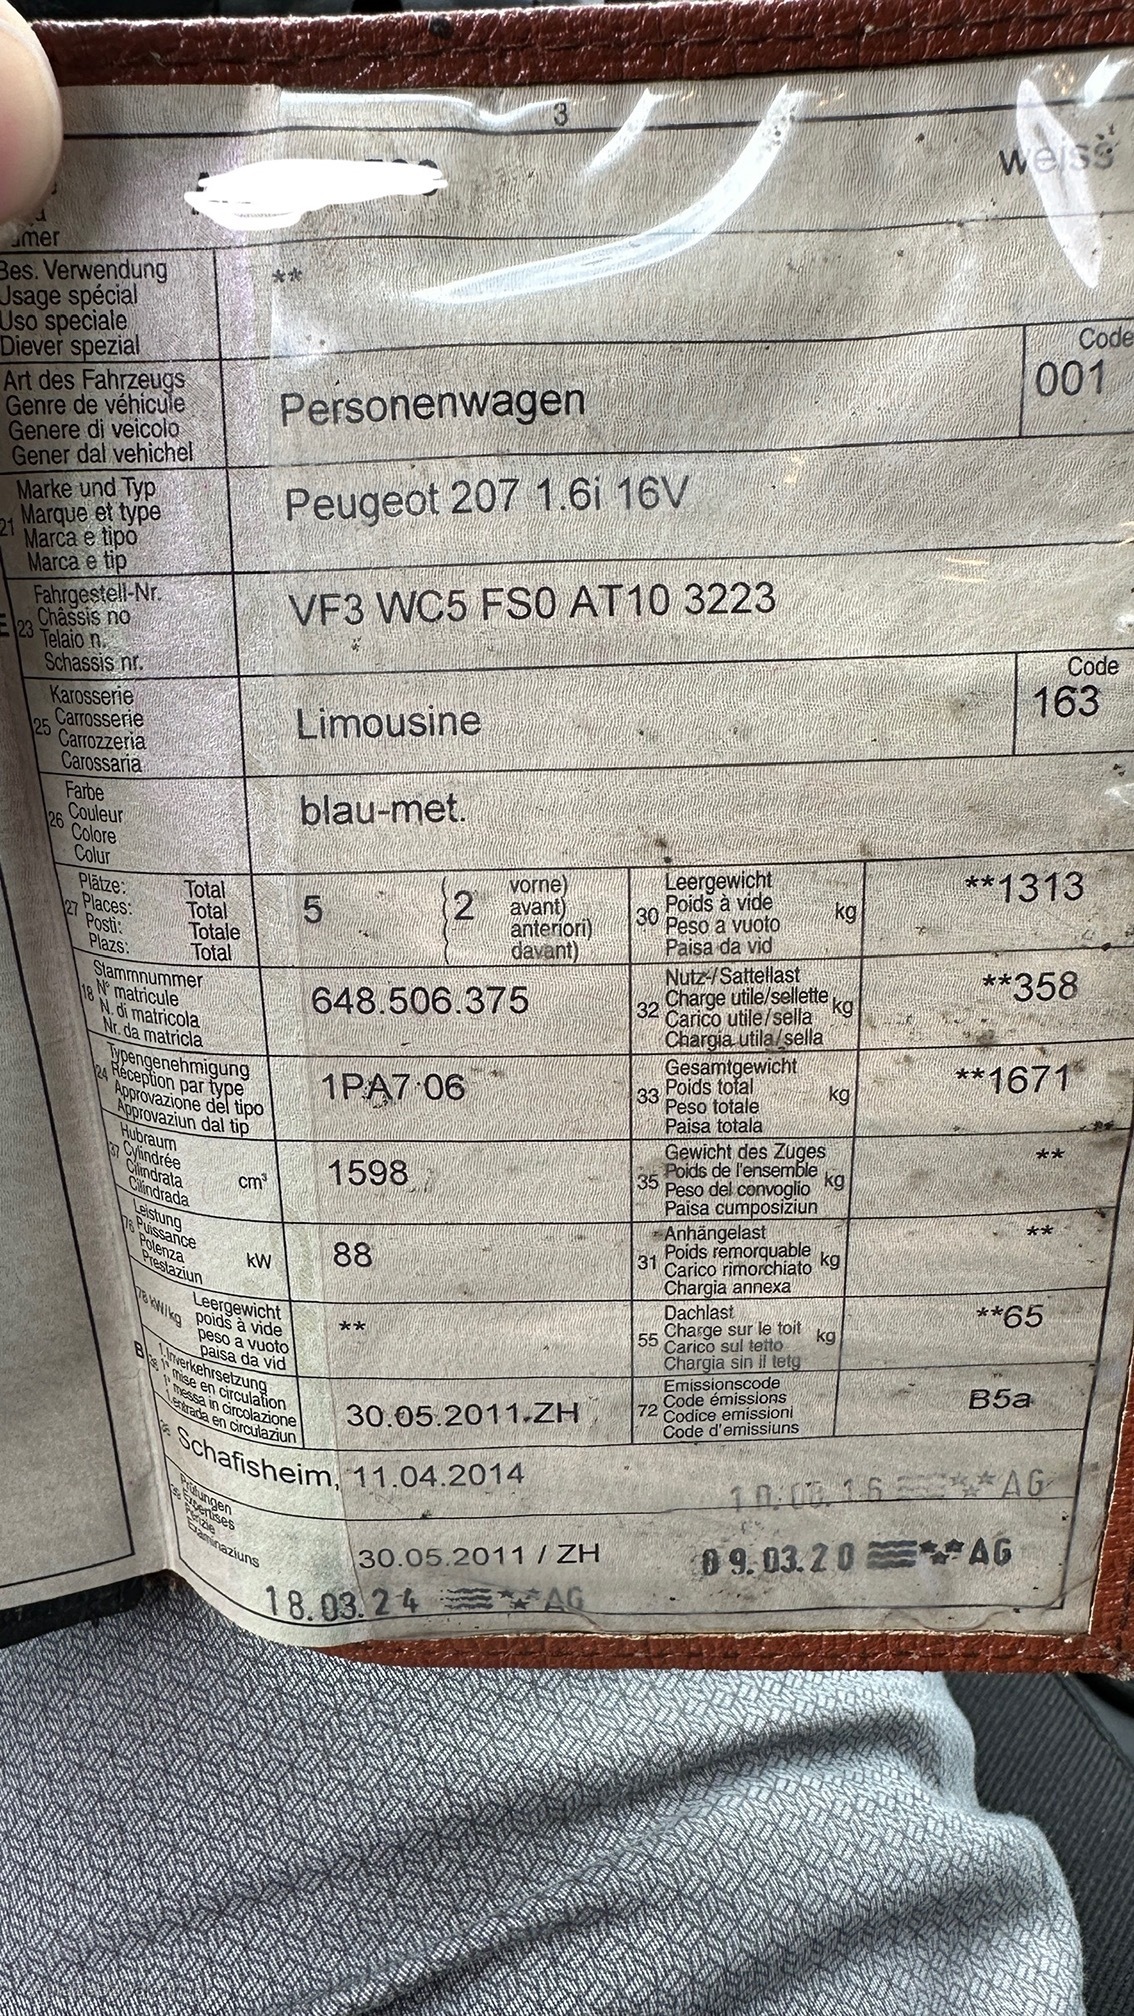 3
weiss
Bes. Verwendung
Usage spécial
Uso speciale
Diever spezial
**
Art des Fahrzeugs
Genre de véhicule
Genere di veicolo
Gener dal vehichel
Personenwagen
Code
001
21
Marke und Typ
Marque et type
Marca e tipo
Marca e tip
Peugeot 207 1.6i 16V
E 23
Fahrgestell-Nr.
Châssis no
Telaio n.
Schassis nr.
VF3 WC5 FS0 AT10 3223
25
Karosserie
Carrosserie
Carrozzeria
Carossaria
Limousine
Code
163
26
Farbe
Couleur
Colore
Colur
blau-met.
27
Plätze: Total
Places: Total
Posti: Totale
Plazs: Total
5
(2
vorne)
avant)
anteriori)
davant)
30
Leergewicht
Poids à vide
Peso a vuoto
Paisa da vid
kg
**1313
18
Stammnummer
N° matricule
N. di matricola
Nr. da matricla
648.506.375
32
Nutz-/Sattellast
Charge utile/sellette
Carico utile/sella
Chargia utila/sella
kg
**358
24
Typengenehmigung
Réception par type
Approvazione del tipo
Approvaziun dal tip
1PA7 06
33
Gesamtgewicht
Poids total
Peso totale
Paisa totala
kg
**1671
37
Hubraum
Cylindrée
Cilindrata
Cilindrada
cm³
1598
35
Gewicht des Zuges
Poids de l'ensemble
Peso del convoglio
Paisa cumposiziun
kg
**
76
Leistung
Puissance
Potenza
Prestaziun
kW
88
31
Anhängelast
Poids remorquable
Carico rimorchiato
Chargia annexa
kg
**
78 kW/kg
Leergewicht
poids à vide
peso a vuoto
paisa da vid
**
55
Dachlast
Charge sur le toit
Carico sul tetto
Chargia sin il tetg
kg
**65
B 36
1. Inverkehrsetzung
1re mise en circulation
1a messa in circolazione
1. entrada en circulaziun
30.05.2011 ZH
72
Emissionscode
Code émissions
Codice emissioni
Code d'emissiuns
B5a
Schafisheim, 11.04.2014
AG
Prüfungen
Expertises
Perizie
Examinaziuns
30.05.2011 / ZH
09.03.20 AG
18.03.24 AG